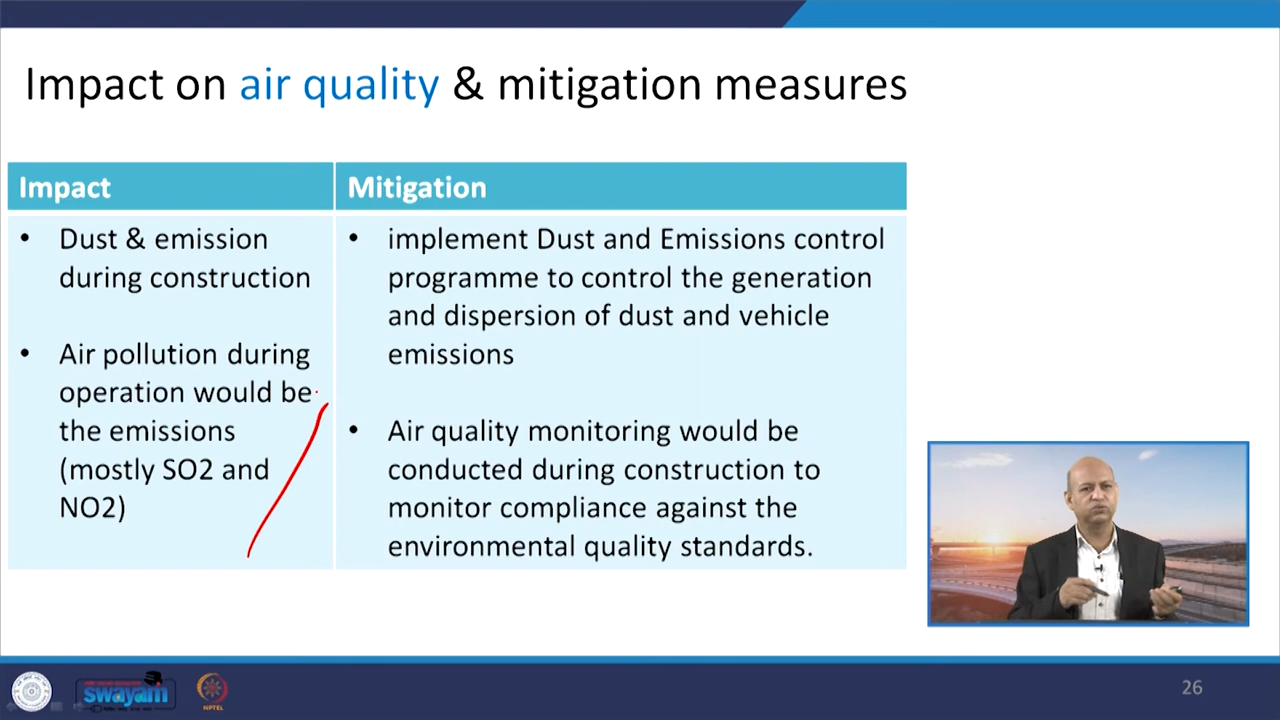 Impact on air quality & mitigation measures
Impact
Mitigation
• Dust & emission
during construction
• Air pollution during
operation would be
the emissions
(mostly SO2 and
NO2)
• implement Dust and Emissions control
programme to control the generation
and dispersion of dust and vehicle
emissions
• Air quality monitoring would be
conducted during construction to
monitor compliance against the
environmental quality standards.
swayam
NPTEL
26